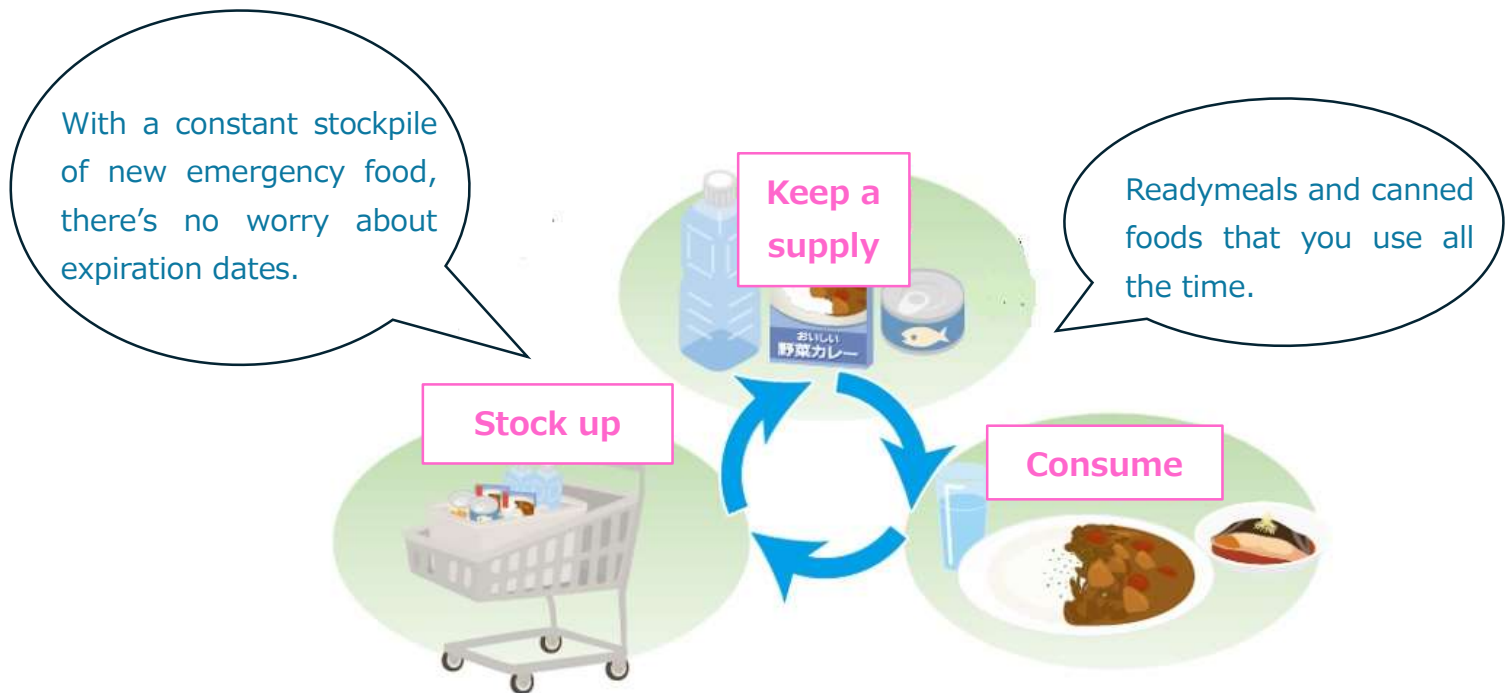 With a constant stockpile
of new emergency food,
there’s no worry about
expiration dates.
Keep a
supply
Readymeals and canned
foods that you use all
the time.
おいしい
野菜カレー
Stock up
Consume